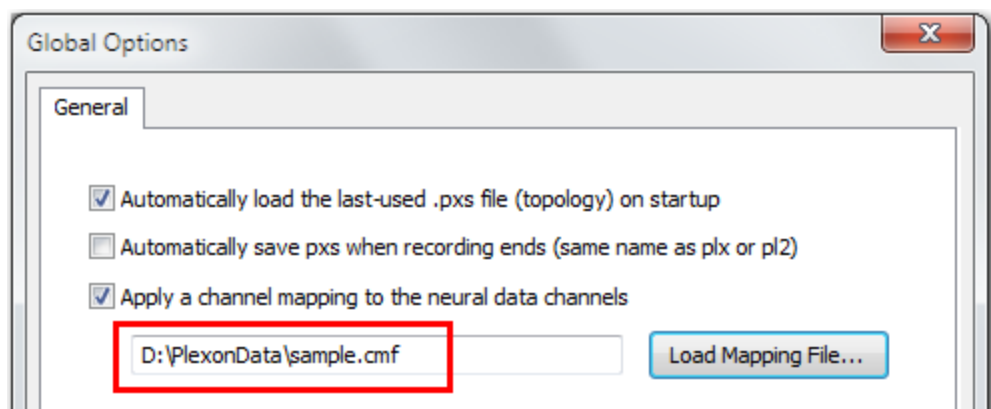 Global Options
General
Automatically load the last-used .pxs file (topology) on startup
Automatically save pxs when recording ends (same name as plx or pl2)
Apply a channel mapping to the neural data channels
D:\PlexonData\sample.cmf
Load Mapping File...